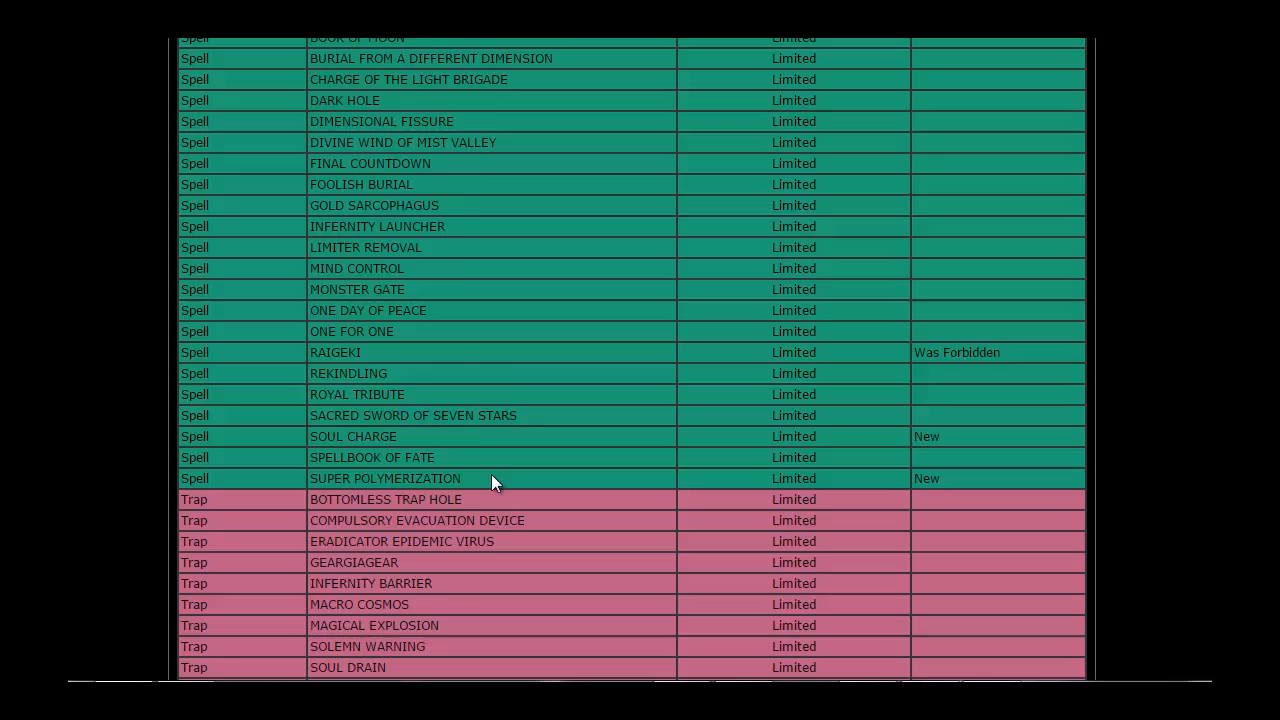 Spell BOOK OF MOON Limited
Spell BURIAL FROM A DIFFERENT DIMENSION Limited
Spell CHARGE OF THE LIGHT BRIGADE Limited
Spell DARK HOLE Limited
Spell DIMENSIONAL FISSURE Limited
Spell DIVINE WIND OF MIST VALLEY Limited
Spell FINAL COUNTDOWN Limited
Spell FOOLISH BURIAL Limited
Spell GOLD SARCOPHAGUS Limited
Spell INFERNITY LAUNCHER Limited
Spell LIMITER REMOVAL Limited
Spell MIND CONTROL Limited
Spell MONSTER GATE Limited
Spell ONE DAY OF PEACE Limited
Spell ONE FOR ONE Limited
Spell RAIGEKI Limited Was Forbidden
Spell REKINDLING Limited
Spell ROYAL TRIBUTE Limited
Spell SACRED SWORD OF SEVEN STARS Limited
Spell SOUL CHARGE Limited New
Spell SPELLBOOK OF FATE Limited
Spell SUPER POLYMERIZATION Limited New
Trap BOTTOMLESS TRAP HOLE Limited
Trap COMPULSORY EVACUATION DEVICE Limited
Trap ERADICATOR EPIDEMIC VIRUS Limited
Trap GEARGIAGEAR Limited
Trap INFERNITY BARRIER Limited
Trap MACRO COSMOS Limited
Trap MAGICAL EXPLOSION Limited
Trap SOLEMN WARNING Limited
Trap SOUL DRAIN Limited